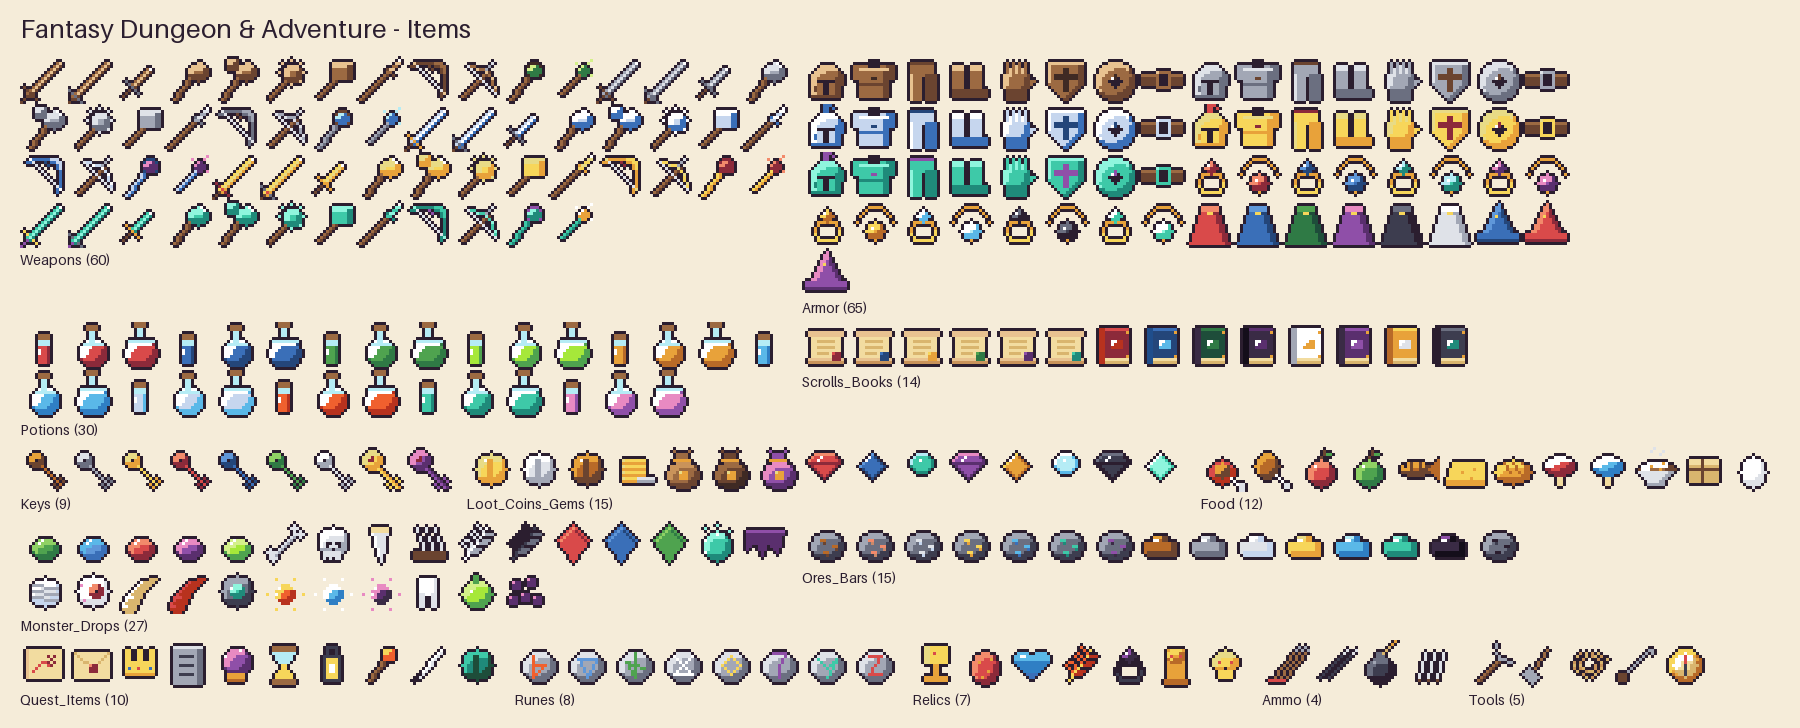 Fantasy Dungeon & Adventure - Items
Weapons (60)
Armor (65)
Potions (30)
Scrolls_Books (14)
Keys (9)
Loot_Coins_Gems (15)
Food (12)
Monster_Drops (27)
Ores_Bars (15)
Quest_Items (10)
Runes (8)
Relics (7)
Ammo (4)
Tools (5)